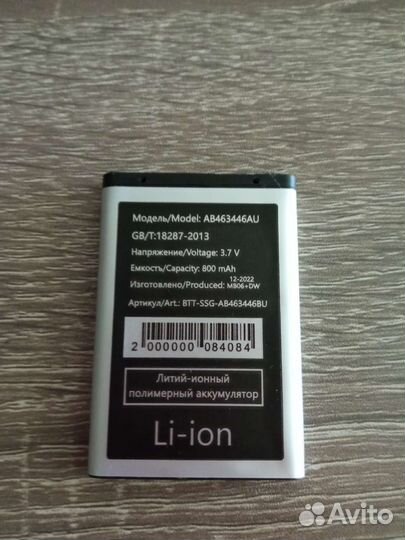 Модель/Model: AB463446AU
GB/T:18287-2013
Напряжение/Voltage: 3.7 V
Емкость/Capacity: 800 mAh
12-2022
Изготовлено/Produced: MB06+DW
Артикул/Art.: BTT-SSG-AB463446BU
2 000000 084084
Литий-ионный
полимерный аккумулятор
Li-ion
Avito